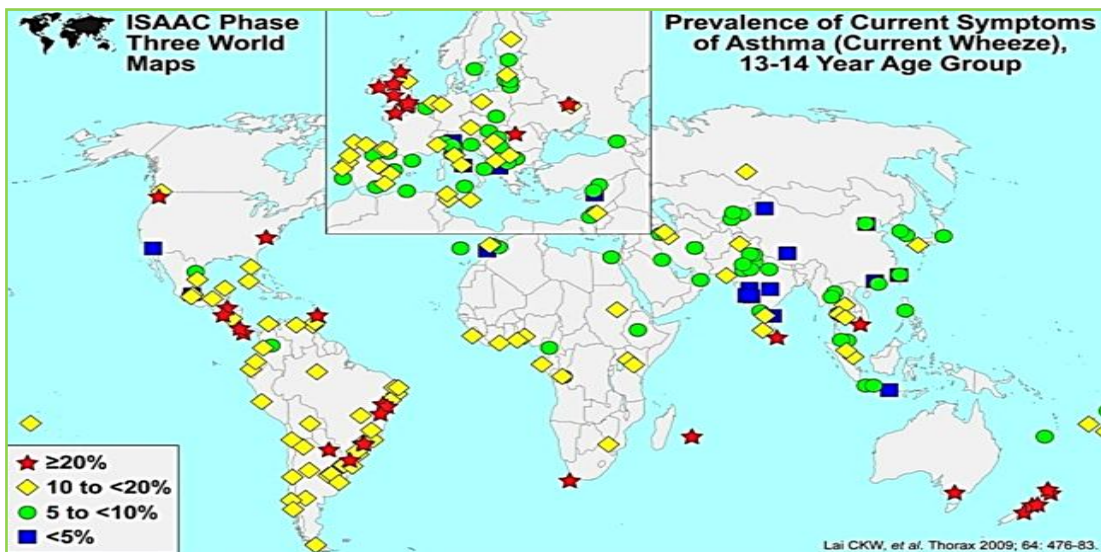 ISAAC Phase
Three World
Maps
Prevalence of Current Symptoms
of Asthma (Current Wheeze),
13-14 Year Age Group
≥20%
10 to <20%
5 to <10%
<5%
Lai CKW, et al. Thorax 2009; 64: 476-83.